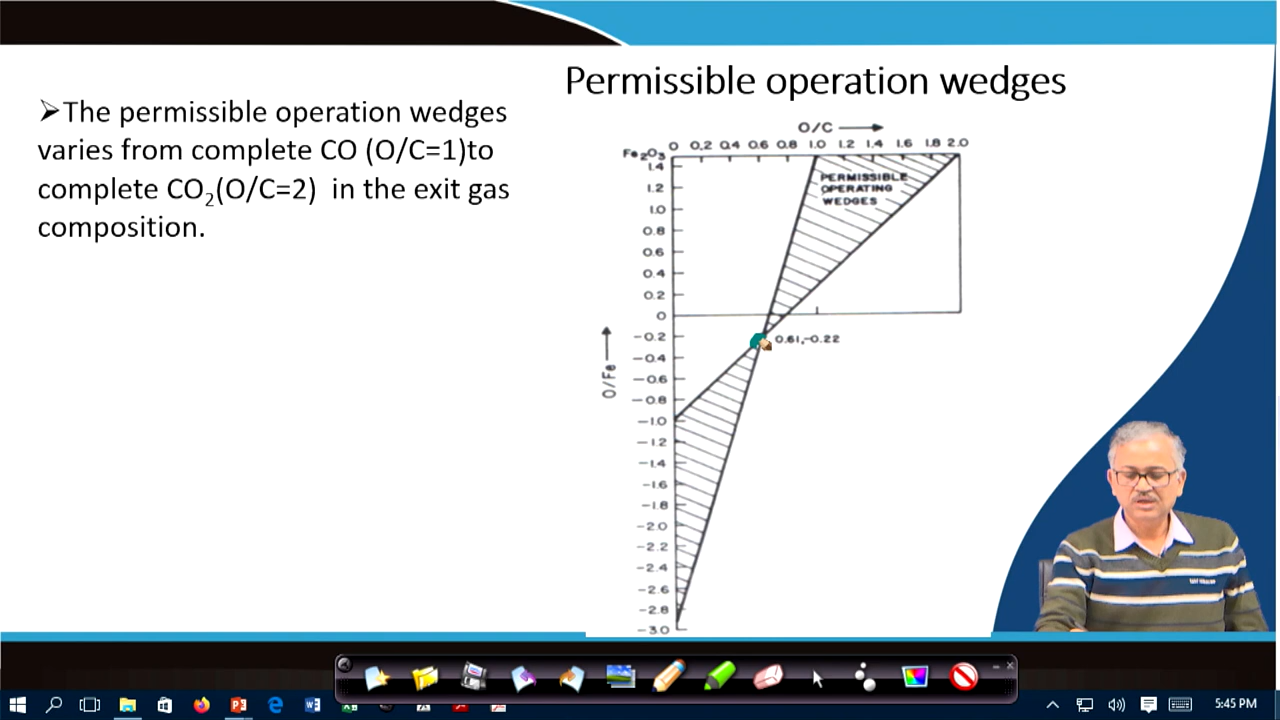 Permissible operation wedges
➢The permissible operation wedges
varies from complete CO (O/C=1)to
complete CO₂(O/C=2) in the exit gas
composition.
O/C
0 0.2 0.4 0.6 0.8 1.0 1.2 1.4 1.6 1.8 2.0
Fe₂O₃
1.4
1.2
1.0
0.8
0.6
0.4
0.2
0
-0.2
-0.4
-0.6
-0.8
-1.0
-1.2
-1.4
-1.6
-1.8
-2.0
-2.2
-2.4
-2.6
-2.8
-3.0
O/Fe
PERMISSIBLE
OPERATING
WEDGES
0.61,-0.22
5:45 PM